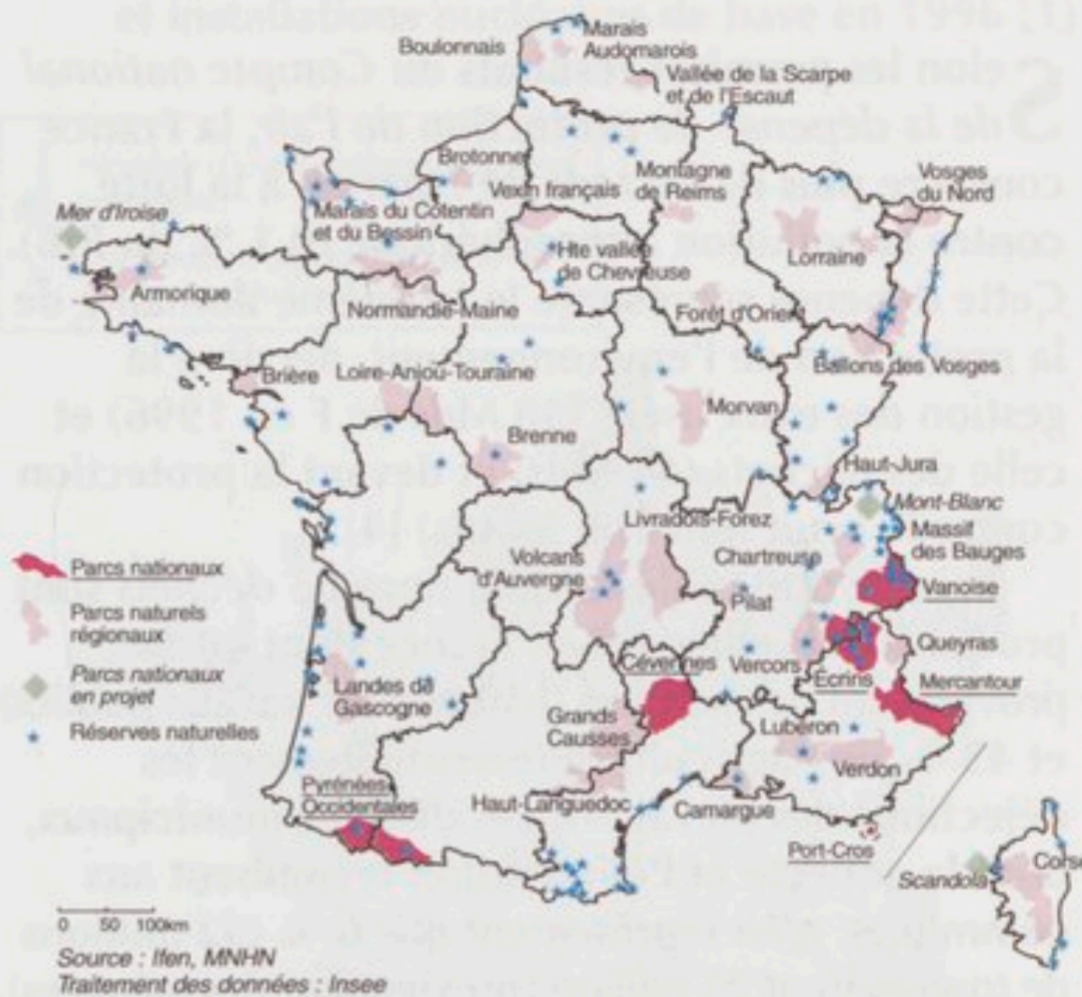 Boulonnais
Marais
Audomarois
Vallée de la Scarpe
et de l'Escaut
Brotonne
Montagne
de Reims
Vosges
du Nord
Mer d'Iroise
Marais du Cotentin
et du Bessin
Vexin français
Hte vallée
de Chevreuse
Lorraine
Armorique
Normandie-Maine
Forêt d'Orient
Brière
Loire-Anjou-Touraine
Ballons des Vosges
Morvan
Brenne
Haut-Jura
Mont-Blanc
Livradois-Forez
Massif
des Bauges
Volcans
d'Auvergne
Chartreuse
Vanoise
Pilat
Queyras
Cévennes
Vercors
Ecrins
Mercantour
Landes de
Gascogne
Grands
Causses
Lubéron
Verdon
Pyrénées
Occidentales
Haut-Languedoc
Camargue
Port-Cros
Scandola
Corse
Parcs nationaux
Parcs naturels
régionaux
Parcs nationaux
en projet
Réserves naturelles
0 50 100km
Source : Ifen, MNHN
Traitement des données : Insee